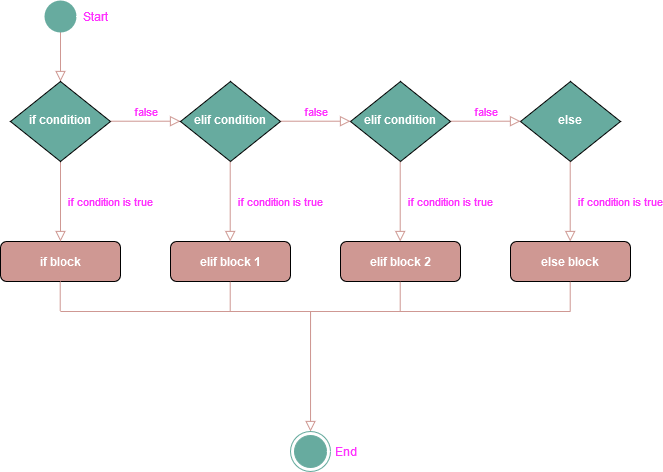 Start
if condition
false
elif condition
false
elif condition
false
else
if condition is true
if condition is true
if condition is true
if condition is true
if block
elif block 1
elif block 2
else block
End